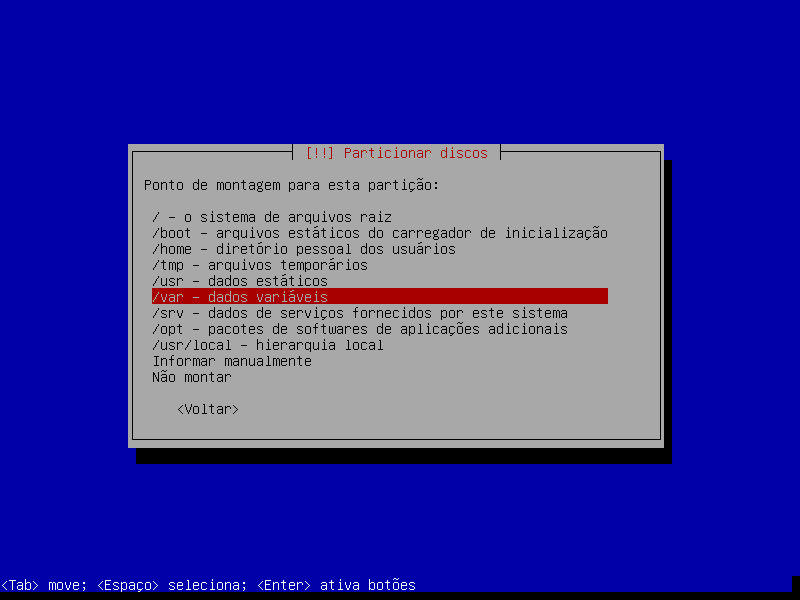 [!!] Particionar discos
Ponto de montagem para esta partição:
/ – o sistema de arquivos raiz
/boot – arquivos estáticos do carregador de inicialização
/home – diretório pessoal dos usuários
/tmp – arquivos temporários
/usr – dados estáticos
/var – dados variáveis
/srv – dados de serviços fornecidos por este sistema
/opt – pacotes de softwares de aplicações adicionais
/usr/local – hierarquia local
Informar manualmente
Não montar
<Voltar>
<Tab> move; <Espaço> seleciona; <Enter> ativa botões